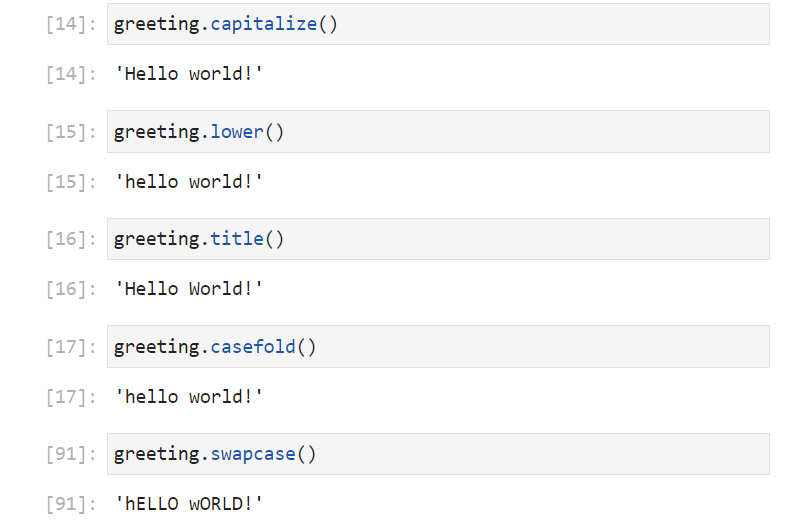 [14]: greeting.capitalize()
[14]: 'Hello world!'
[15]: greeting.lower()
[15]: 'hello world!'
[16]: greeting.title()
[16]: 'Hello World!'
[17]: greeting.casefold()
[17]: 'hello world!'
[91]: greeting.swapcase()
[91]: 'hELLO wORLD!'